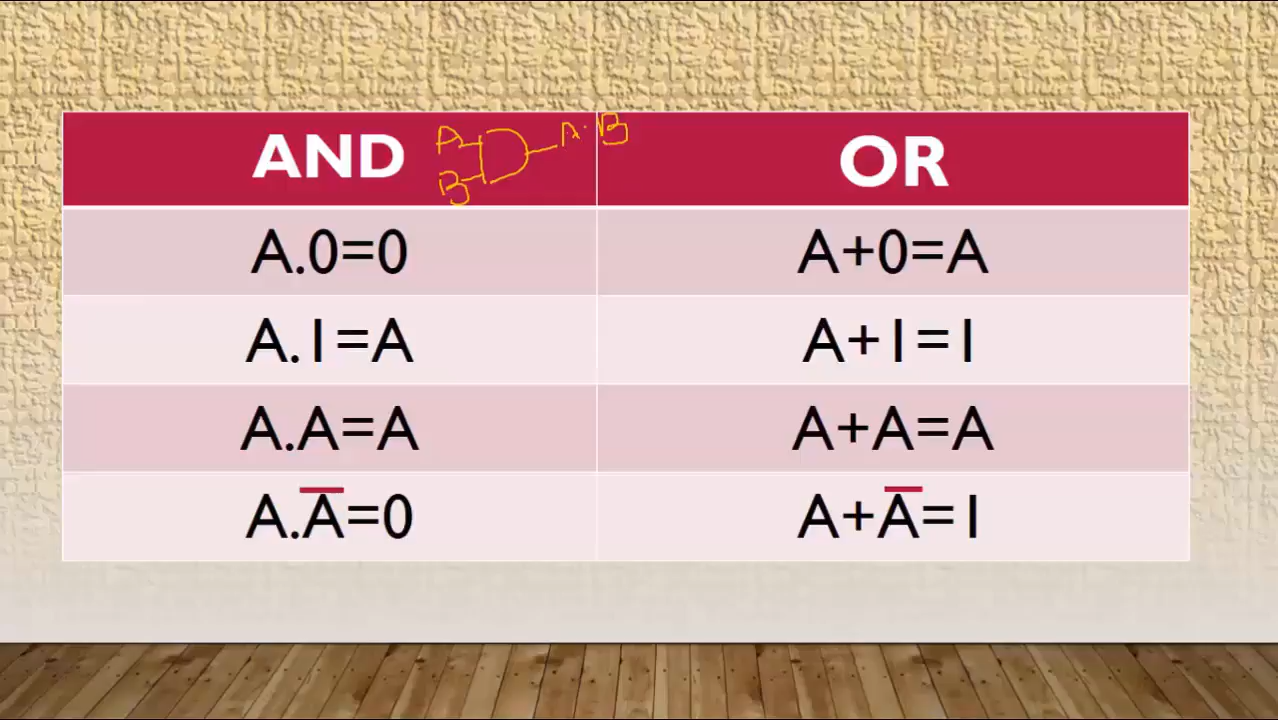 AND A B A.B OR
A.0=0 A+0=A
A.1=A A+1=1
A.A=A A+A=A
A.A̅=0 A+A̅=1